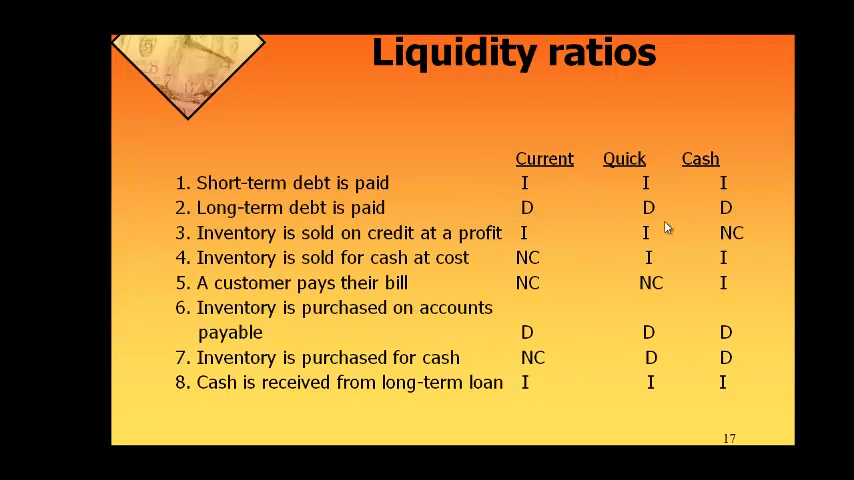 Liquidity ratios
Current Quick Cash
1. Short-term debt is paid I I I
2. Long-term debt is paid D D D
3. Inventory is sold on credit at a profit I I NC
4. Inventory is sold for cash at cost NC I I
5. A customer pays their bill NC NC I
6. Inventory is purchased on accounts
payable D D D
7. Inventory is purchased for cash NC D D
8. Cash is received from long-term loan I I I
17